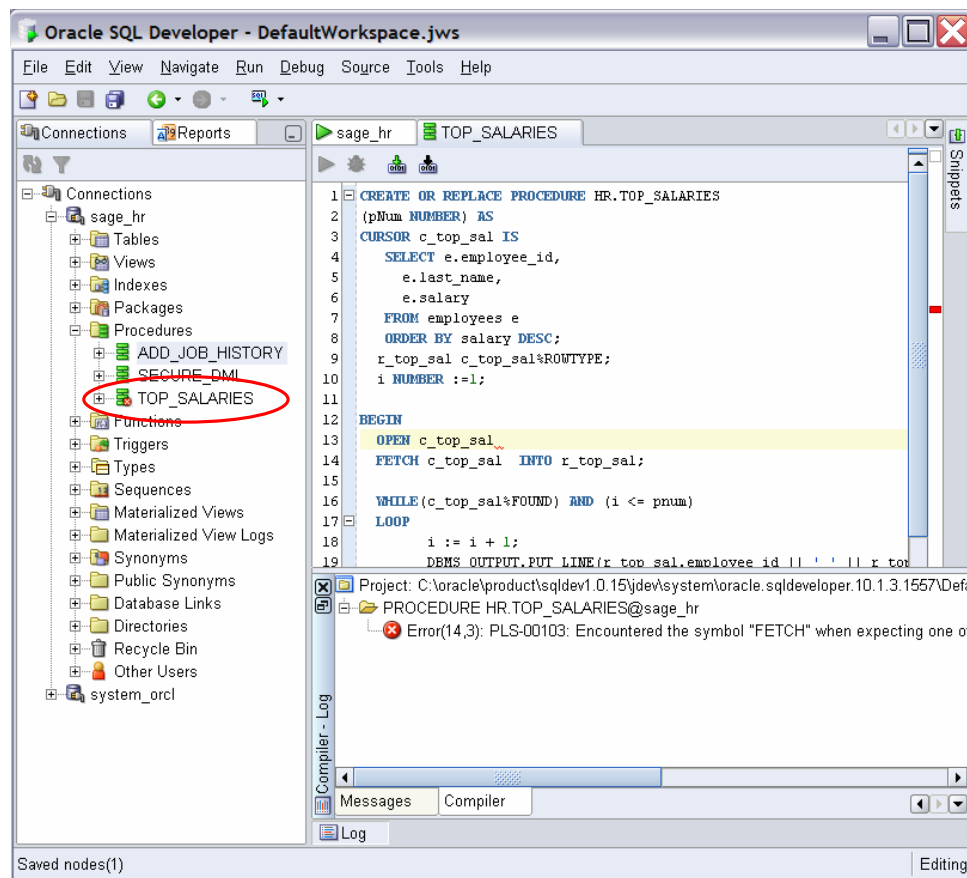 Oracle SQL Developer - DefaultWorkspace.jws
File Edit View Navigate Run Debug Source Tools Help
Connections Reports
sage_hr TOP_SALARIES
Snippets
Connections
sage_hr
Tables
Views
Indexes
Packages
Procedures
ADD_JOB_HISTORY
SECURE_DML
TOP_SALARIES
Functions
Triggers
Types
Sequences
Materialized Views
Materialized View Logs
Synonyms
Public Synonyms
Database Links
Directories
Recycle Bin
Other Users
system_orcl
1 CREATE OR REPLACE PROCEDURE HR.TOP_SALARIES
2 (pNum NUMBER) AS
3 CURSOR c_top_sal IS
4 SELECT e.employee_id,
5 e.last_name,
6 e.salary
7 FROM employees e
8 ORDER BY salary DESC;
9 r_top_sal c_top_sal%ROWTYPE;
10 i NUMBER :=1;
11
12 BEGIN
13 OPEN c_top_sal
14 FETCH c_top_sal INTO r_top_sal;
15
16 WHILE(c_top_sal%FOUND) AND (i <= pnum)
17 LOOP
18 i := i + 1;
19 DBMS_OUTPUT.PUT_LINE(r_top_sal.employee_id || ' ' || r_top
Project: C:\oracle\product\sqldev1.0.15\jdev\system\oracle.sqldeveloper.10.1.3.1557\Defa
PROCEDURE HR.TOP_SALARIES@sage_hr
Error(14,3): PLS-00103: Encountered the symbol "FETCH" when expecting one o
Compiler - Log
Messages Compiler
Log
Saved nodes(1)
Editing